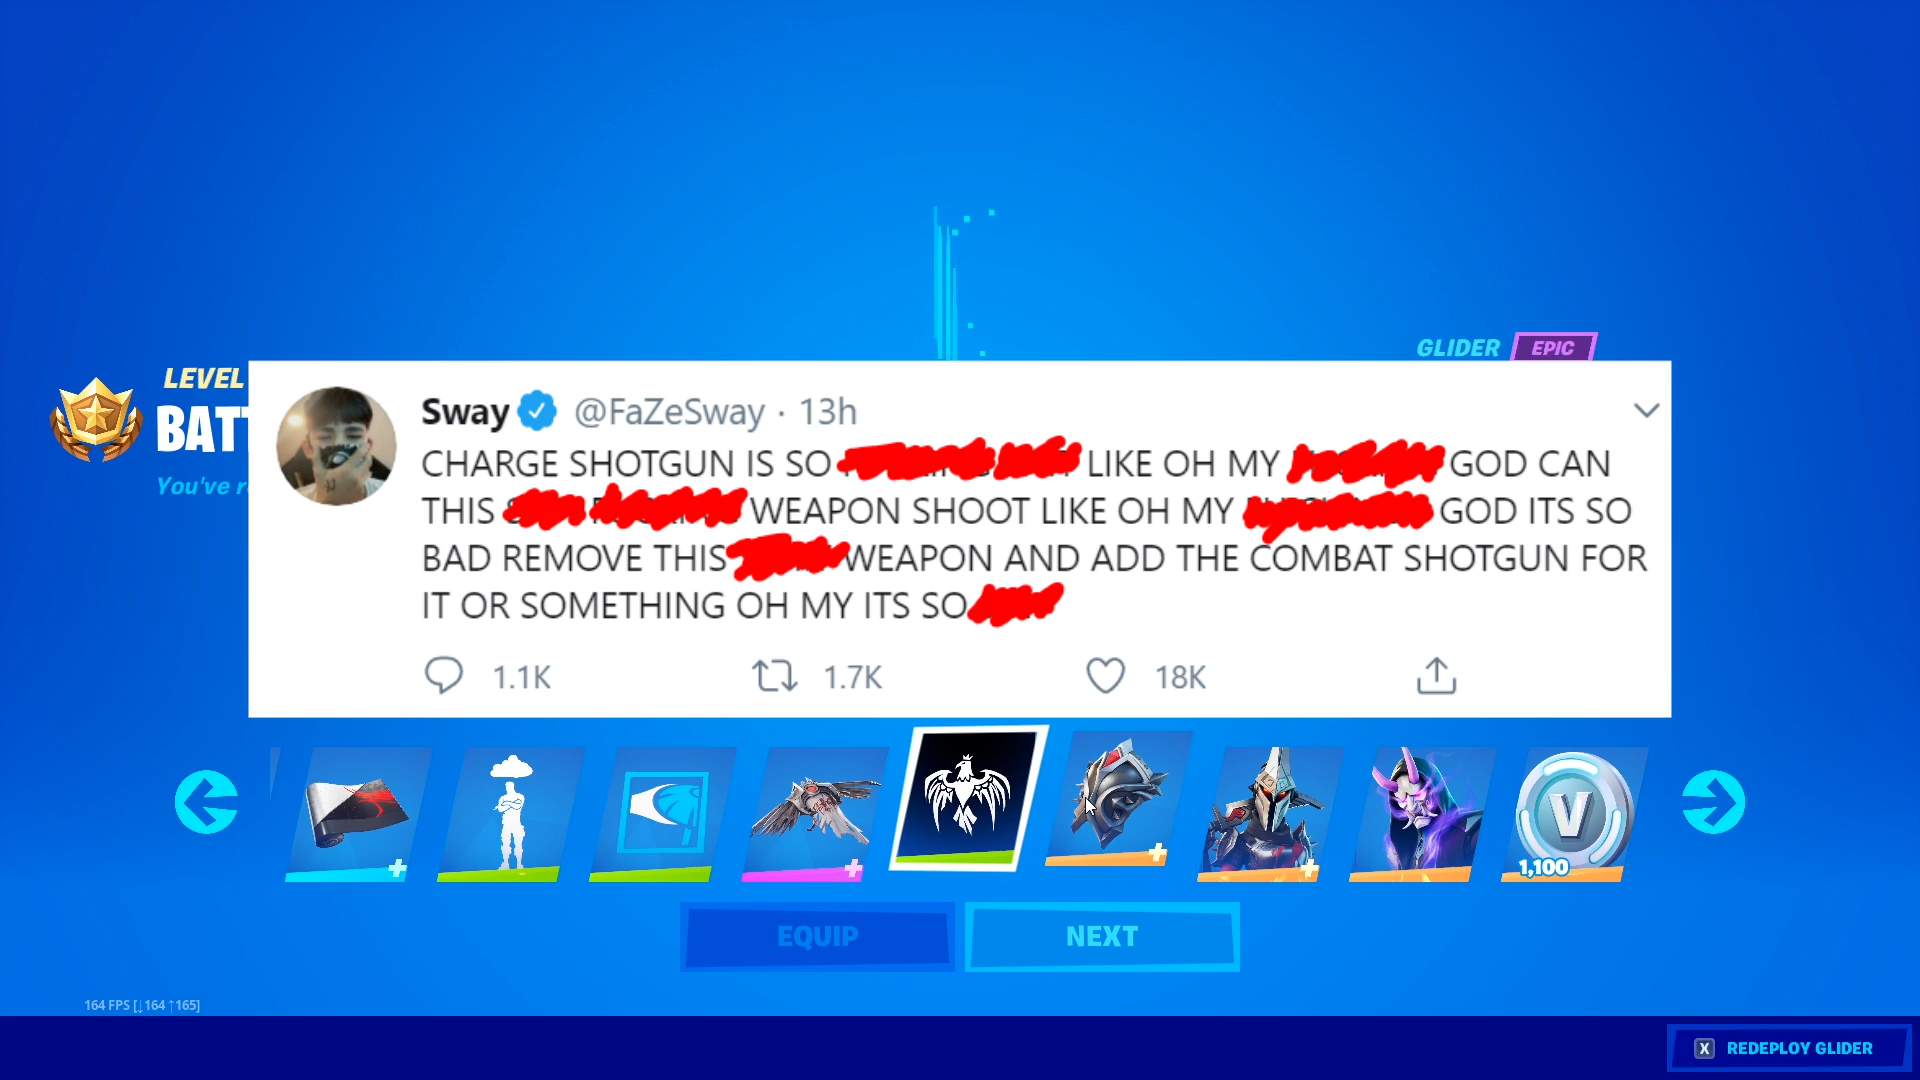 GLIDER EPIC
LEVEL
BATT
You've r
Sway @FaZeSway · 13h
CHARGE SHOTGUN IS SO LIKE OH MY GOD CAN
THIS WEAPON SHOOT LIKE OH MY GOD ITS SO
BAD REMOVE THIS WEAPON AND ADD THE COMBAT SHOTGUN FOR
IT OR SOMETHING OH MY ITS SO
1.1K 1.7K 18K
V
1,100
EQUIP NEXT
164 FPS [↓164 ↑165]
X REDEPLOY GLIDER